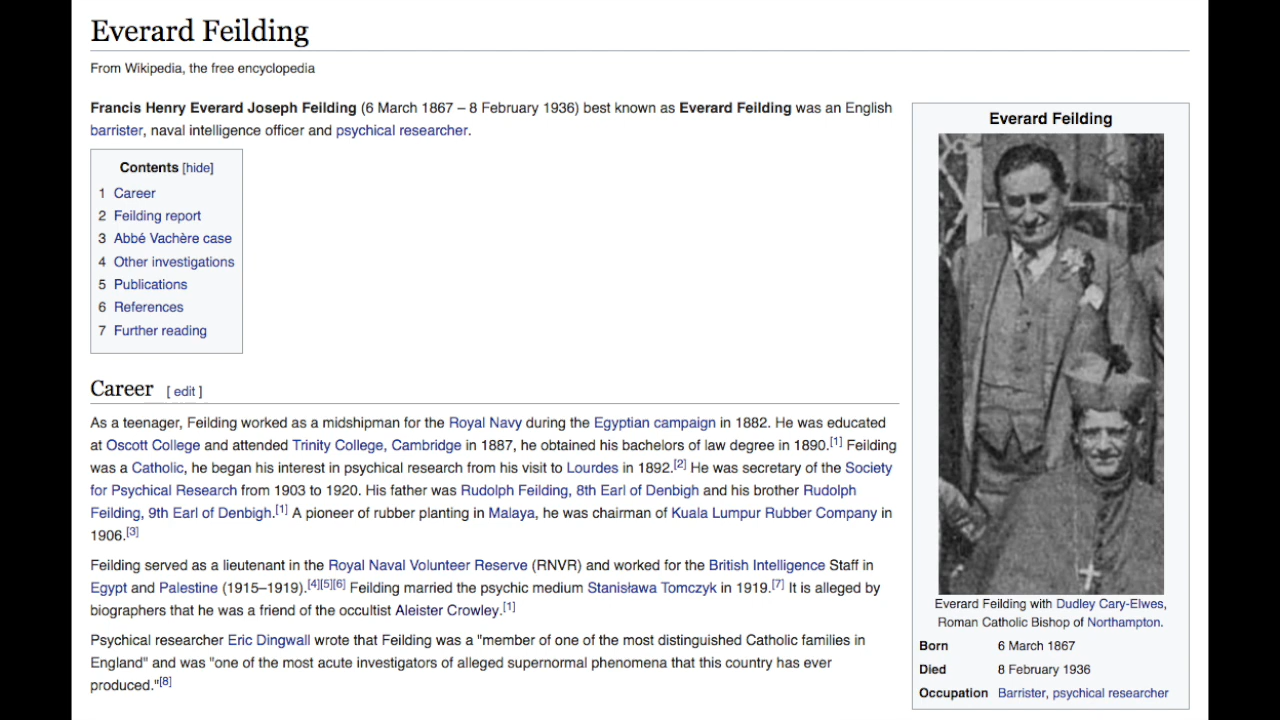 Everard Feilding
From Wikipedia, the free encyclopedia
Francis Henry Everard Joseph Feilding (6 March 1867 – 8 February 1936) best known as Everard Feilding was an English
barrister, naval intelligence officer and psychical researcher.
Contents [hide]
1 Career
2 Feilding report
3 Abbé Vachère case
4 Other investigations
5 Publications
6 References
7 Further reading
Career [ edit ]
As a teenager, Feilding worked as a midshipman for the Royal Navy during the Egyptian campaign in 1882. He was educated
at Oscott College and attended Trinity College, Cambridge in 1887, he obtained his bachelors of law degree in 1890.[1] Feilding
was a Catholic, he began his interest in psychical research from his visit to Lourdes in 1892.[2] He was secretary of the Society
for Psychical Research from 1903 to 1920. His father was Rudolph Feilding, 8th Earl of Denbigh and his brother Rudolph
Feilding, 9th Earl of Denbigh.[1] A pioneer of rubber planting in Malaya, he was chairman of Kuala Lumpur Rubber Company in
1906.[3]
Feilding served as a lieutenant in the Royal Naval Volunteer Reserve (RNVR) and worked for the British Intelligence Staff in
Egypt and Palestine (1915–1919).[4][5][6] Feilding married the psychic medium Stanisława Tomczyk in 1919.[7] It is alleged by
biographers that he was a friend of the occultist Aleister Crowley.[1]
Psychical researcher Eric Dingwall wrote that Feilding was a "member of one of the most distinguished Catholic families in
England" and was "one of the most acute investigators of alleged supernormal phenomena that this country has ever
produced."[8]
Everard Feilding
Everard Feilding with Dudley Cary-Elwes,
Roman Catholic Bishop of Northampton.
Born 6 March 1867
Died 8 February 1936
Occupation Barrister, psychical researcher